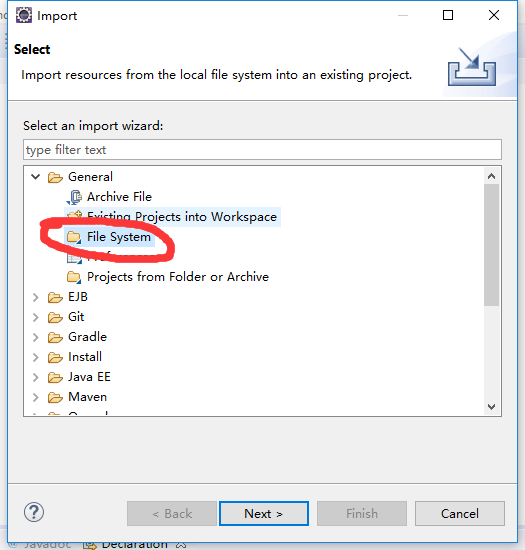 Import
Select
Import resources from the local file system into an existing project.
Select an import wizard:
type filter text
General
Archive File
Existing Projects into Workspace
File System
Preferences
Projects from Folder or Archive
EJB
Git
Gradle
Install
Java EE
Maven
?
< Back
Next >
Finish
Cancel
@ Javadoc
Declaration